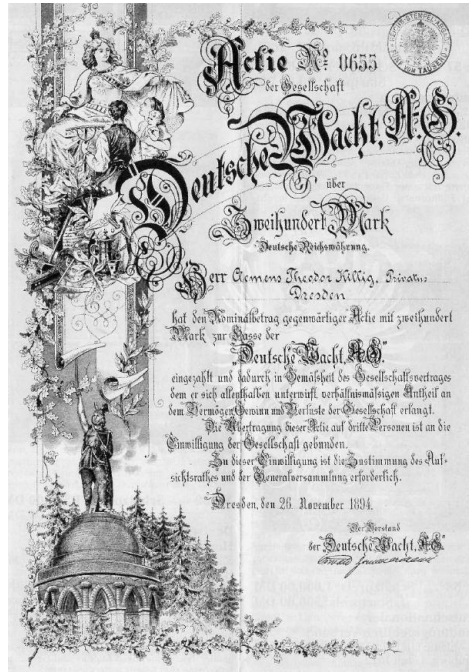 Actie No. 0655
der Gesellschaft
Deutsche Wacht, A.-G.
über
Zweihundert Mark
Deutsche Reichswährung.
Herr Clemens Theodor Killig, Privatus
Dresden
hat den Nominalbetrag gegenwärtiger Actie mit zweihundert
Mark zur Kasse der
"Deutsche Wacht, A.G."
eingezahlt und dadurch in Gemäßheit des Gesellschaftsvertrages
dem er sich allenthalben unterwirft, verhältnismäsigen Antheil an
dem Vermögen, Gewinn und Verluste der Gesellschaft erlangt.
Die Übertragung dieser Actie auf dritte Personen ist an die
Einwilligung der Gesellschaft gebunden.
Zu dieser Einwilligung ist die Zustimmung des Auf-
sichtsrathes und der Generalversammlung erforderlich.
Dresden, den 26. November 1894.
Der Vorstand
der "Deutsche Wacht, A.G."